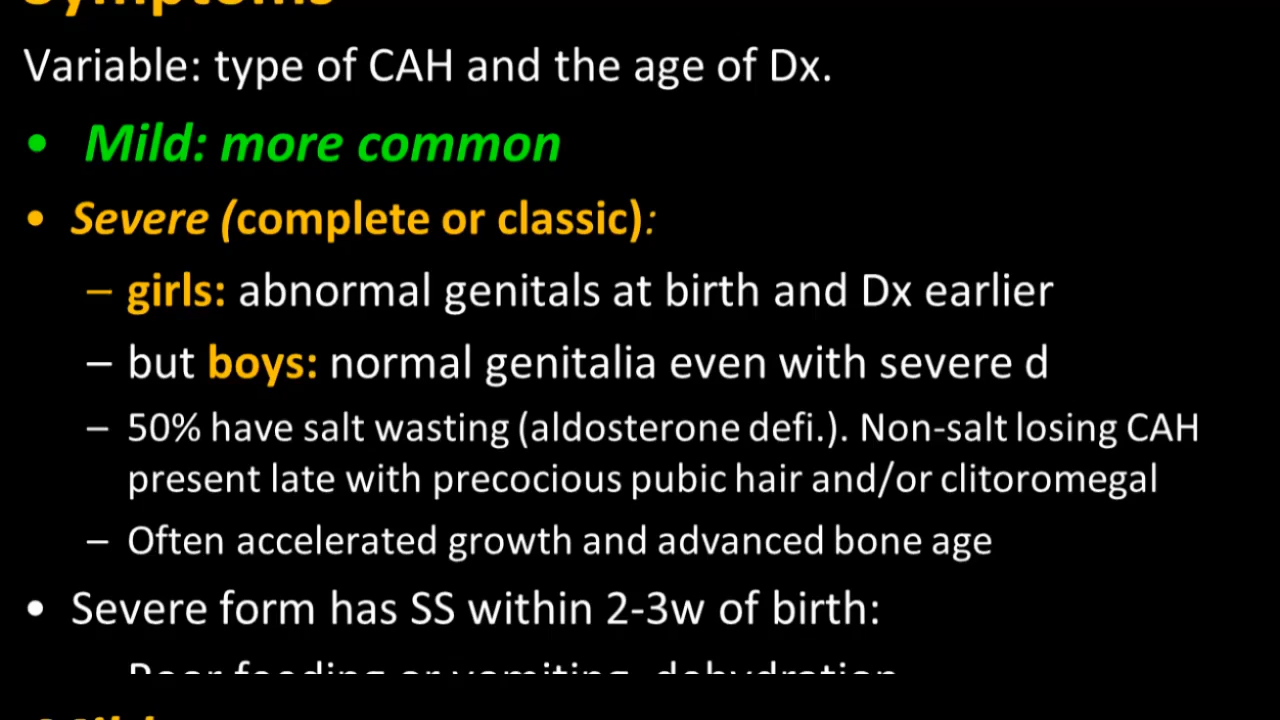 Symptoms
Variable: type of CAH and the age of Dx.
• Mild: more common
• Severe (complete or classic):
– girls: abnormal genitals at birth and Dx earlier
– but boys: normal genitalia even with severe d
– 50% have salt wasting (aldosterone defi.). Non-salt losing CAH
present late with precocious pubic hair and/or clitoromegal
– Often accelerated growth and advanced bone age
• Severe form has SS within 2-3w of birth:
Poor feeding or vomiting, dehydration